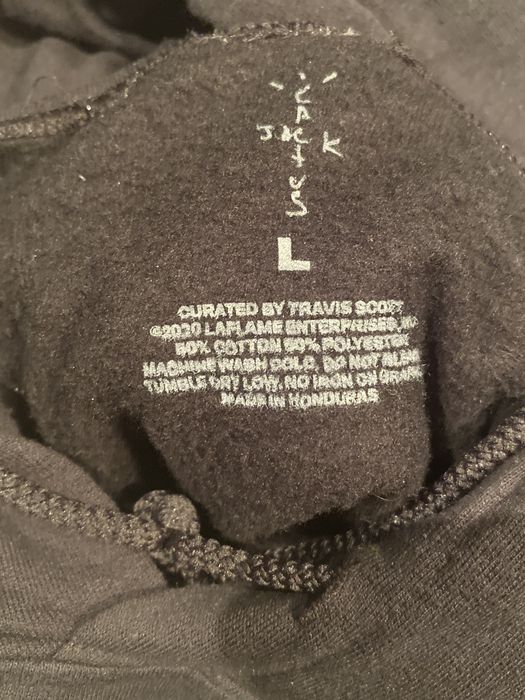 CACTUS
JACK
L
CURATED BY TRAVIS SCOTT
©2020 LAFLAME ENTERPRISES, INC
50% COTTON 50% POLYESTER
MACHINE WASH COLD, DO NOT BLEACH
TUMBLE DRY LOW, NO IRON ON GRAPHIC
MADE IN HONDURAS